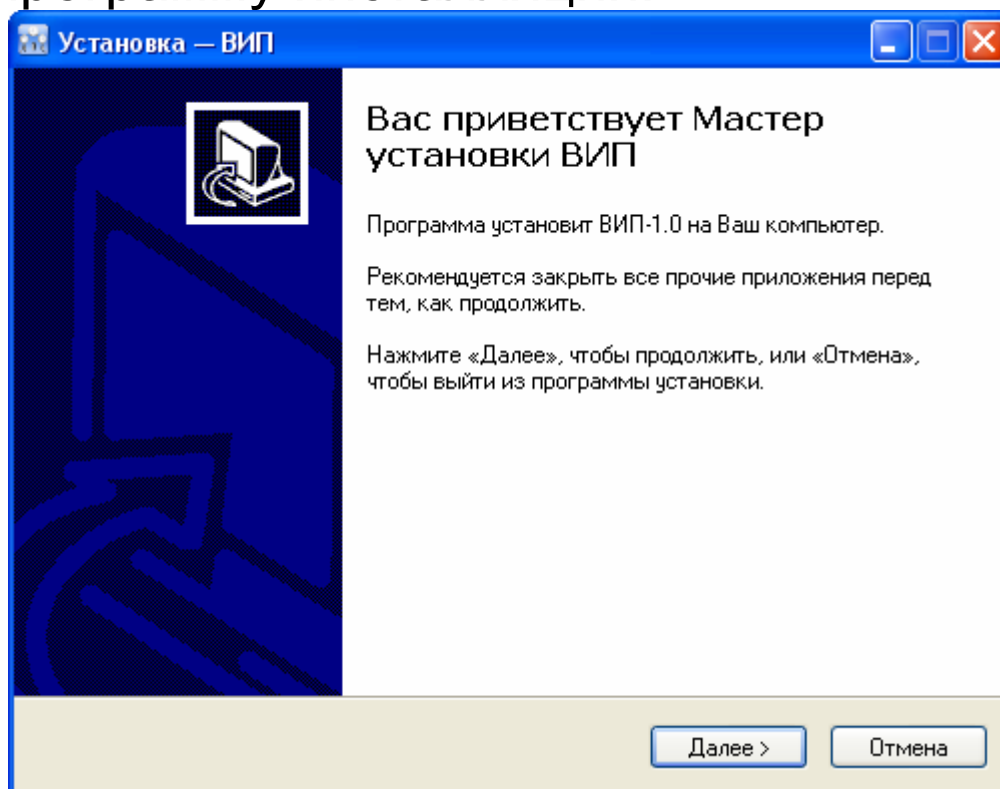 Установка — ВИП
Вас приветствует Мастер
установки ВИП
Программа установит ВИП-1.0 на Ваш компьютер.
Рекомендуется закрыть все прочие приложения перед
тем, как продолжить.
Нажмите «Далее», чтобы продолжить, или «Отмена»,
чтобы выйти из программы установки.
Далее >
Отмена